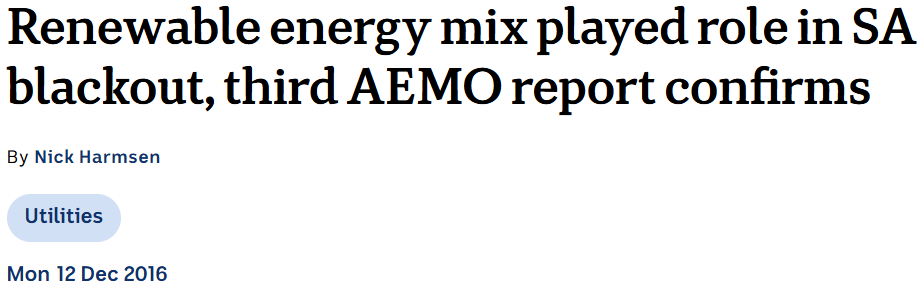 Renewable energy mix played role in SA
blackout, third AEMO report confirms
By Nick Harmsen
Utilities
Mon 12 Dec 2016